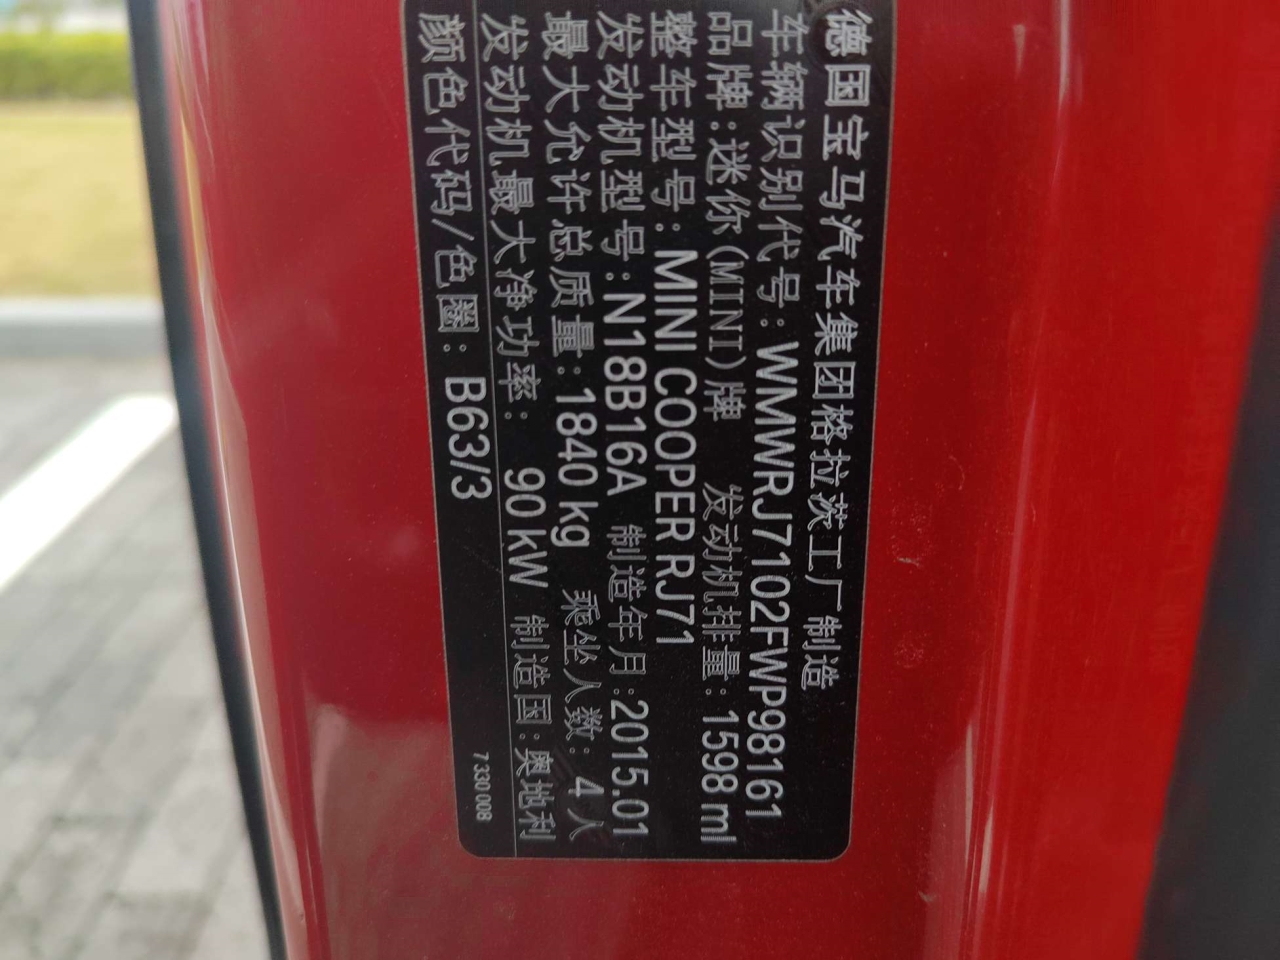 德国宝马汽车集团格拉茨工厂制造
车辆识别代号:WMWRJ7102FWP98161
品牌:迷你(MINI)牌 发动机排量:1598 ml
整车型号:MINI COOPER RJ71
发动机型号:N18B16A 制造年月:2015.01
最大允许总质量:1840 kg 乘坐人数: 4 人
发动机最大净功率: 90 kW 制造国:奥地利
颜色代码/色圈: B63/3
7 330 008